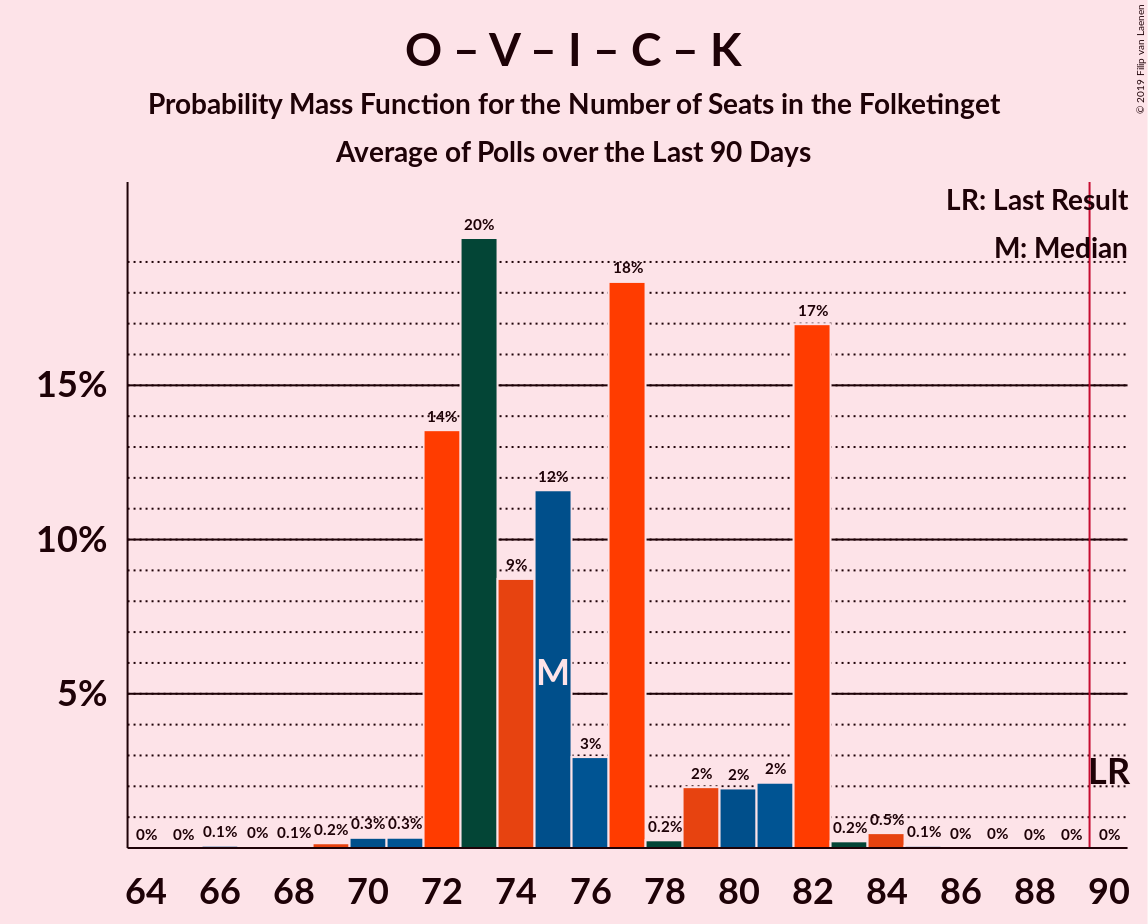 O – V – I – C – K
Probability Mass Function for the Number of Seats in the Folketinget
Average of Polls over the Last 90 Days
© 2019 Filip van Laenen
LR: Last Result
M: Median
15%
10%
5%
0% 0% 0.1% 0% 0.1% 0.2% 0.3% 0.3% 14% 20% 9% 12% 3% 18% 0.2% 2% 2% 2% 17% 0.2% 0.5% 0.1% 0% 0% 0% 0% 0%
M
LR
64 66 68 70 72 74 76 78 80 82 84 86 88 90